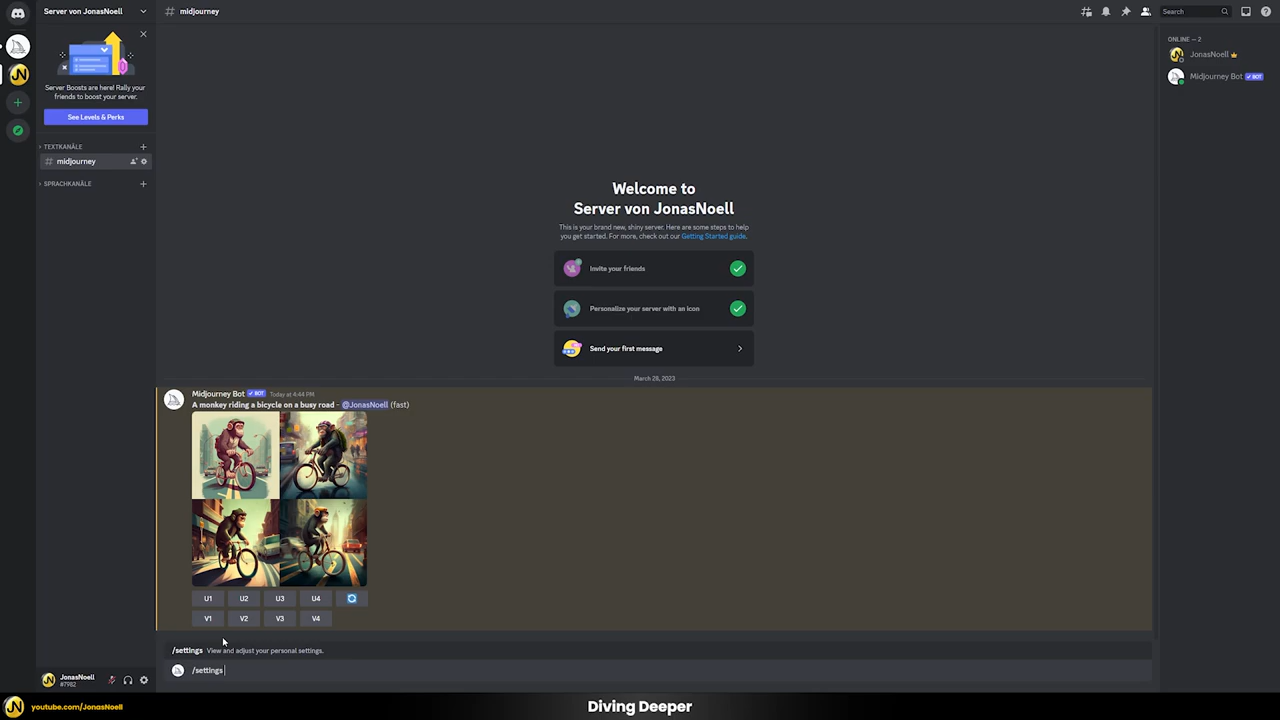 Server von JonasNoell
midjourney
Search
Server Boosts are here! Rally your
friends to boost your server.
See Levels & Perks
TEXTKANÄLE
midjourney
SPRACHKANÄLE
Welcome to
Server von JonasNoell
This is your brand new, shiny server. Here are some steps to help
you get started. For more, check out our Getting Started guide.
Invite your friends
Personalize your server with an icon
Send your first message
March 28, 2023
Midjourney Bot BOT Today at 4:44 PM
A monkey riding a bicycle on a busy road - @JonasNoell (fast)
U1 U2 U3 U4
V1 V2 V3 V4
/settings View and adjust your personal settings.
/settings
ONLINE — 2
JonasNoell
Midjourney Bot BOT
JonasNoell
#7982
JN youtube.com/JonasNoell
Diving Deeper